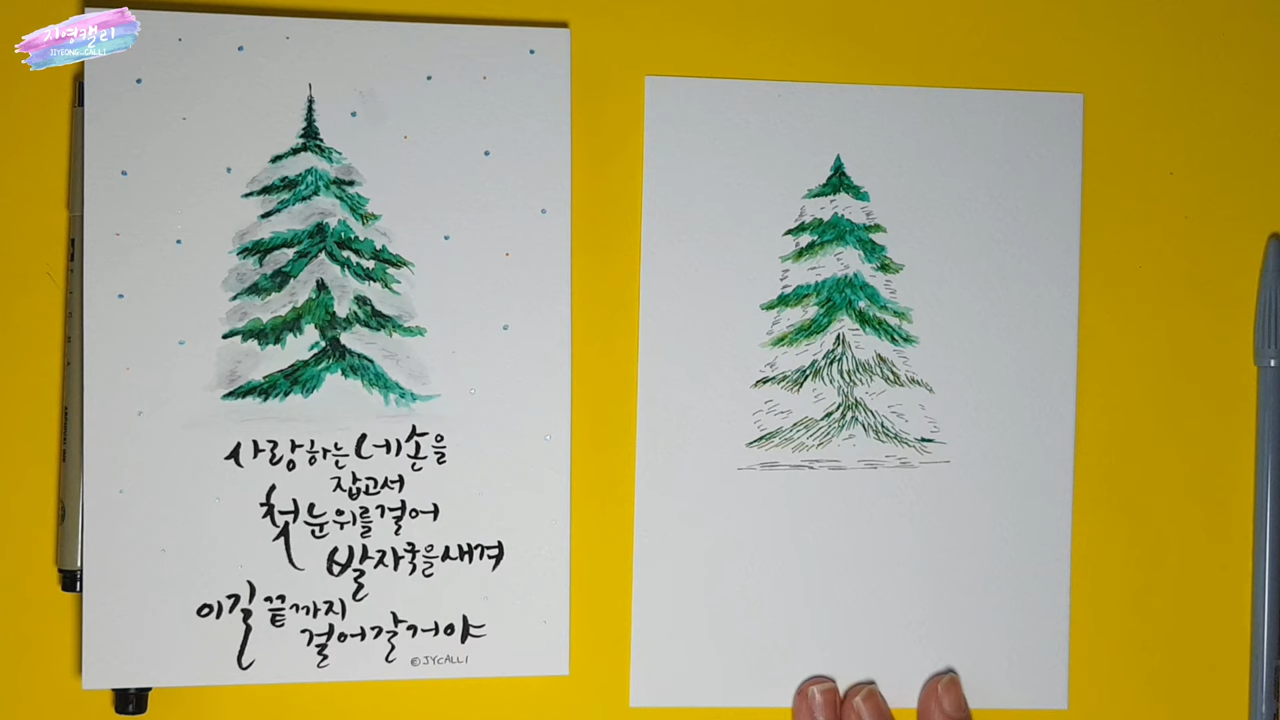 지영캘리
JIYEONG_CALLI
사랑하는 네 손을
잡고서
첫눈 위를 걸어
발자국을 새겨
이 길 끝까지
걸어갈 거야
©JYCALLI